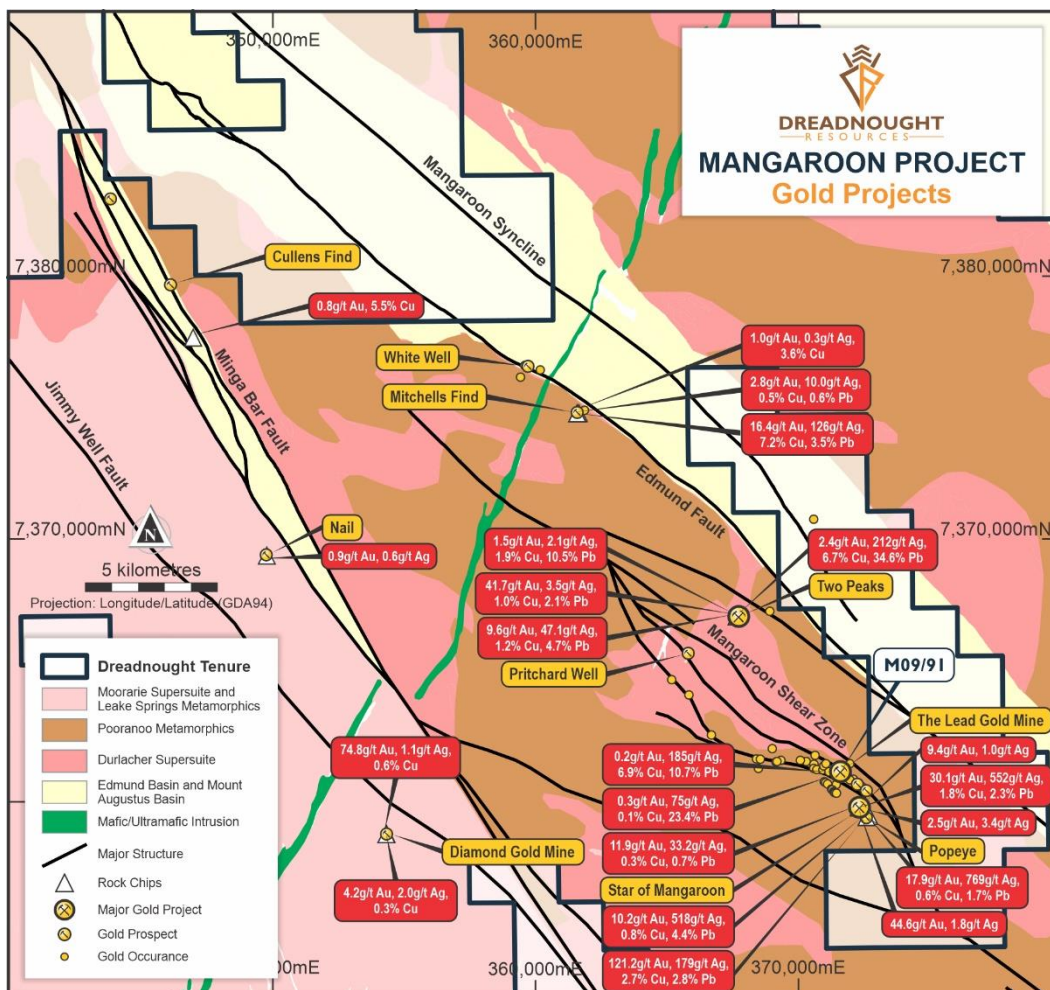 350,000mE
360,000mE
DREADNOUGHT
RESOURCES
MANGAROON PROJECT
Gold Projects
Mangaroon Syncline
7,380,000mN
7,380,000mN
Cullens Find
0.8g/t Au, 5.5% Cu
Minga Bar Fault
Jimmy Well Fault
White Well
Mitchells Find
1.0g/t Au, 0.3g/t Ag,
3.6% Cu
2.8g/t Au, 10.0g/t Ag,
0.5% Cu, 0.6% Pb
16.4g/t Au, 126g/t Ag,
7.2% Cu, 3.5% Pb
Edmund Fault
7,370,000mN
7,370,000mN
N
5 kilometres
Projection: Longitude/Latitude (GDA94)
Nail
0.9g/t Au, 0.6g/t Ag
1.5g/t Au, 2.1g/t Ag,
1.9% Cu, 10.5% Pb
41.7g/t Au, 3.5g/t Ag,
1.0% Cu, 2.1% Pb
9.6g/t Au, 47.1g/t Ag,
1.2% Cu, 4.7% Pb
Pritchard Well
2.4g/t Au, 212g/t Ag,
6.7% Cu, 34.6% Pb
Two Peaks
Mangaroon Shear Zone
M09/91
The Lead Gold Mine
9.4g/t Au, 1.0g/t Ag
30.1g/t Au, 552g/t Ag,
1.8% Cu, 2.3% Pb
2.5g/t Au, 3.4g/t Ag
Popeye
17.9g/t Au, 769g/t Ag,
0.6% Cu, 1.7% Pb
44.6g/t Au, 1.8g/t Ag
0.2g/t Au, 185g/t Ag,
6.9% Cu, 10.7% Pb
0.3g/t Au, 75g/t Ag,
0.1% Cu, 23.4% Pb
11.9g/t Au, 33.2g/t Ag,
0.3% Cu, 0.7% Pb
Star of Mangaroon
10.2g/t Au, 518g/t Ag,
0.8% Cu, 4.4% Pb
121.2g/t Au, 179g/t Ag,
2.7% Cu, 2.8% Pb
74.8g/t Au, 1.1g/t Ag,
0.6% Cu
Diamond Gold Mine
4.2g/t Au, 2.0g/t Ag,
0.3% Cu
Dreadnought Tenure
Moorarie Supersuite and
Leake Springs Metamorphics
Pooranoo Metamorphics
Durlacher Supersuite
Edmund Basin and Mount
Augustus Basin
Mafic/Ultramafic Intrusion
Major Structure
Rock Chips
Major Gold Project
Gold Prospect
Gold Occurance
360,000mE
370,000mE